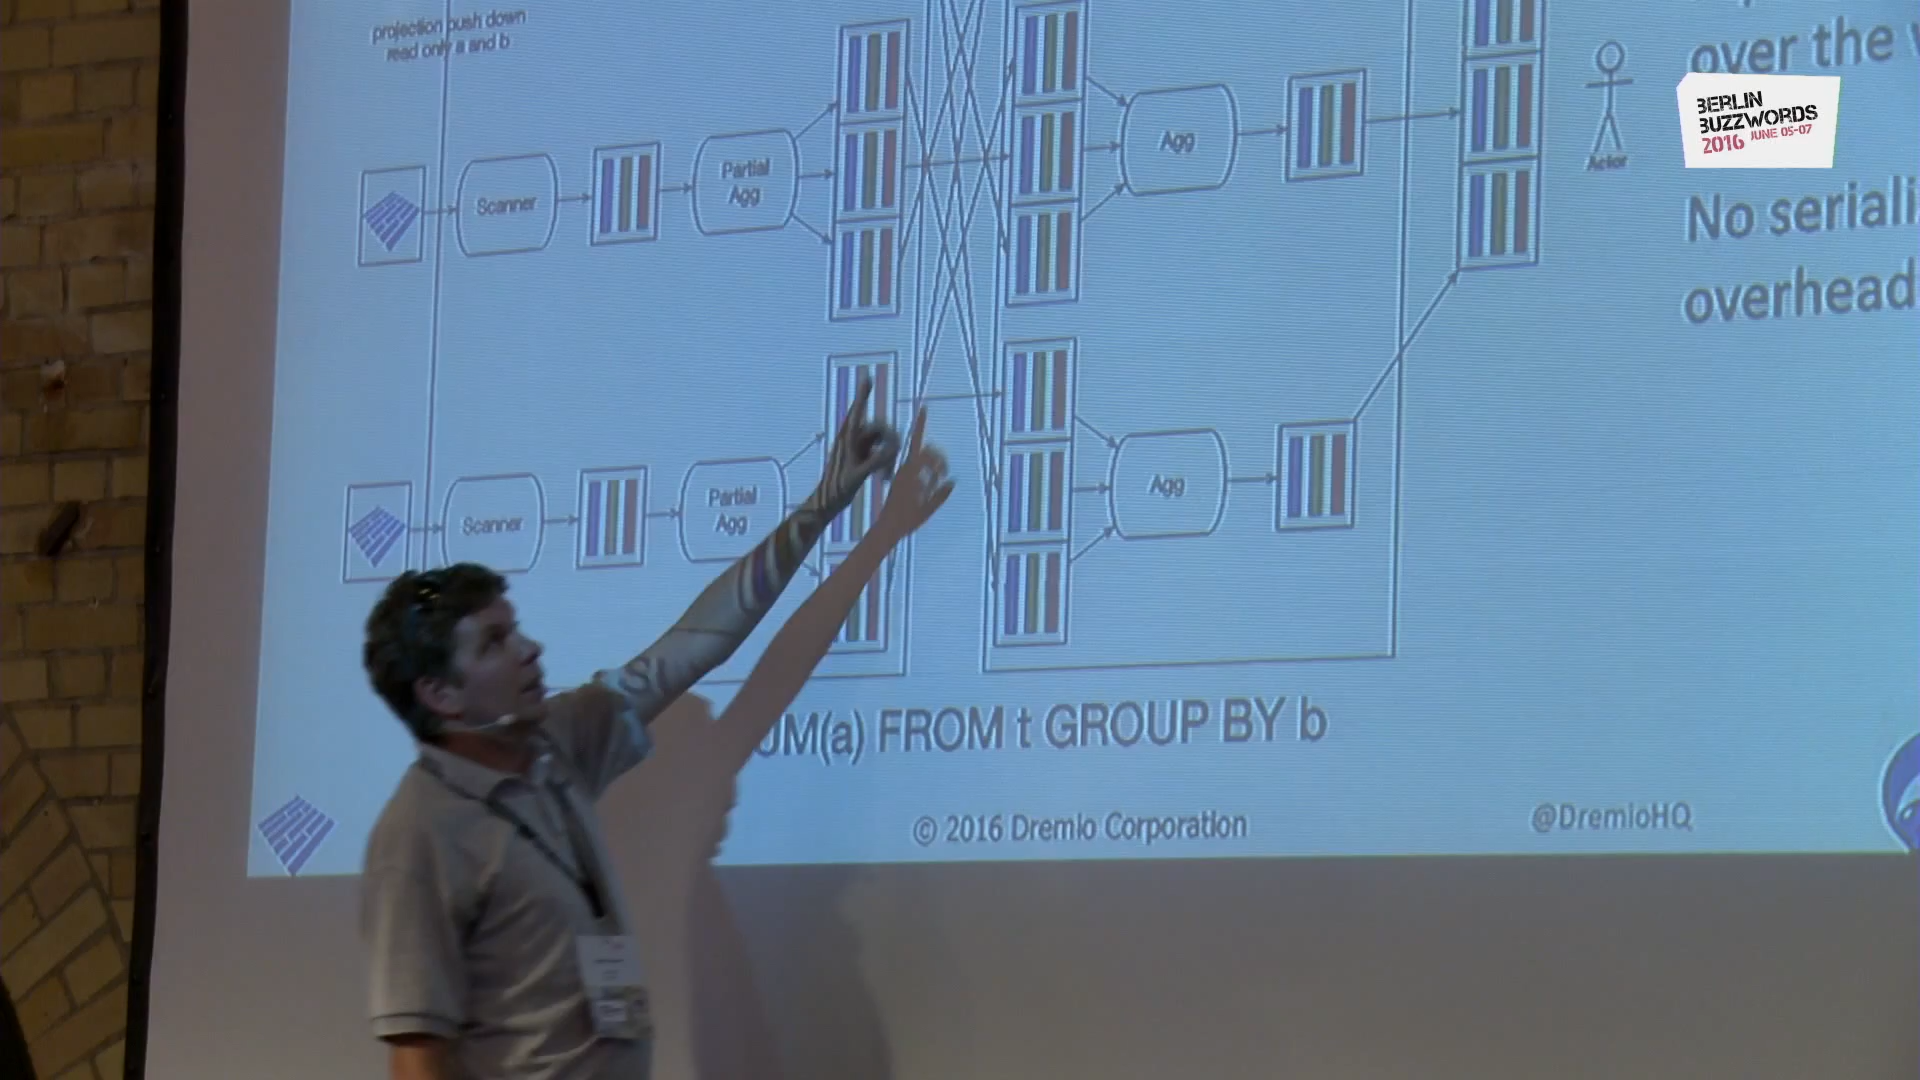 projection push down
read only a and b
over the
BERLIN
BUZZWORDS
2016 JUNE 05-07
Actor
Agg
Partial
Agg
Scanner
No seriali
overhead
Agg
Partial
Agg
Scanner
UM(a) FROM t GROUP BY b
© 2016 Dremio Corporation
@DremioHQ